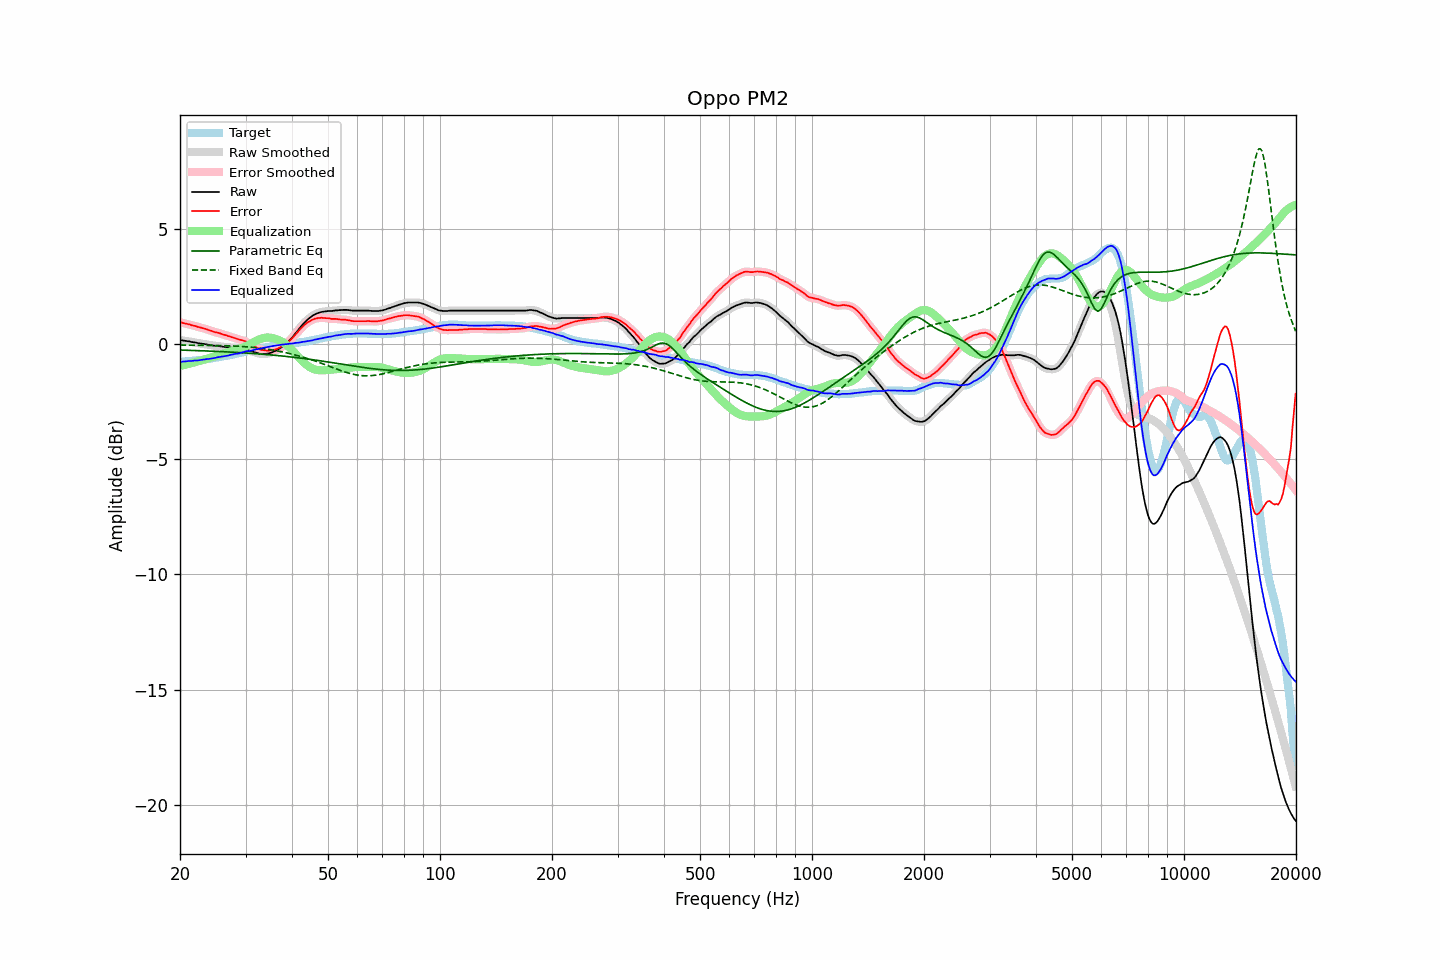 Oppo PM2
Target
Raw Smoothed
Error Smoothed
Raw
Error
Equalization
Parametric Eq
Fixed Band Eq
Equalized
Amplitude (dBr)
5
0
−5
−10
−15
−20
20
50
100
200
500
1000
2000
5000
10000
20000
Frequency (Hz)